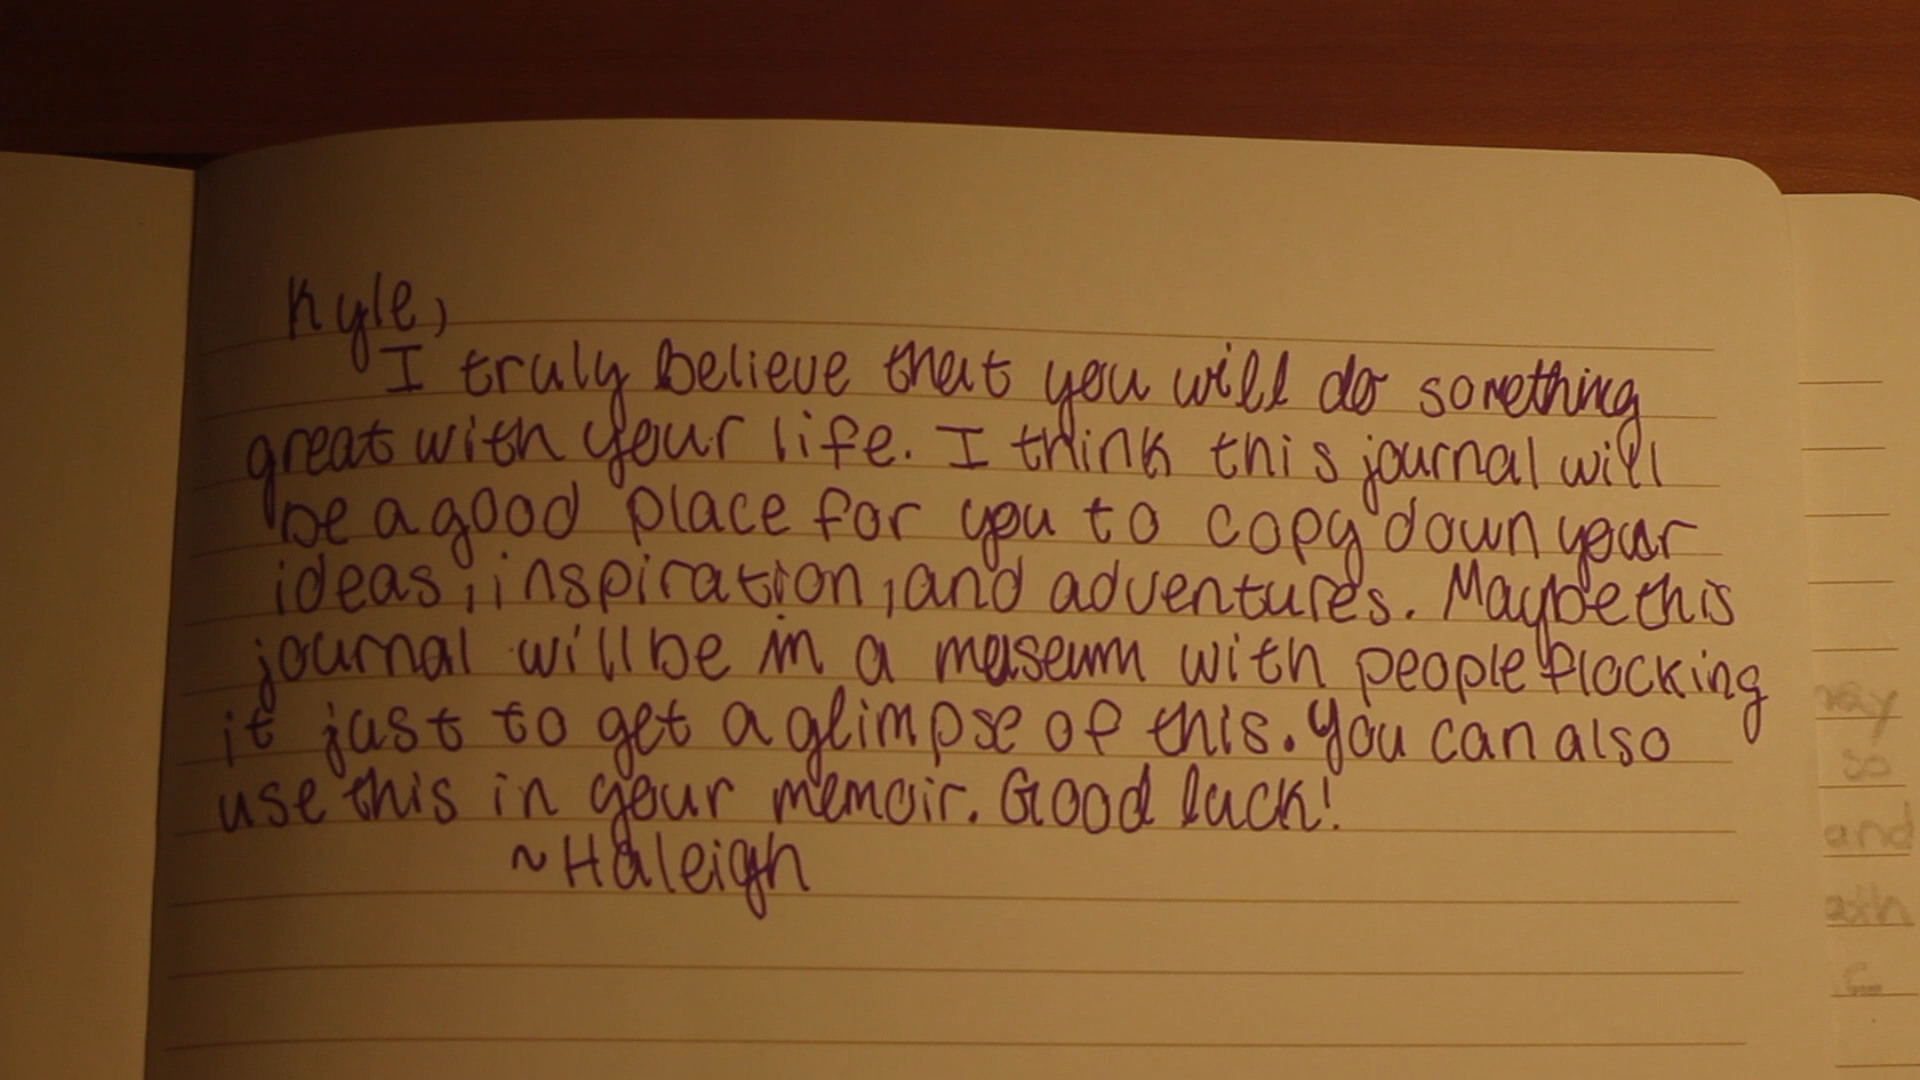 Kyle,
I truly believe that you will do something
great with your life. I think this journal will
be a good place for you to copy down your
ideas, inspiration, and adventures. Maybe this
journal will be in a museum with people flocking
it just to get a glimpse of this. You can also
use this in your memoir. Good luck!
~Haleigh
so
and